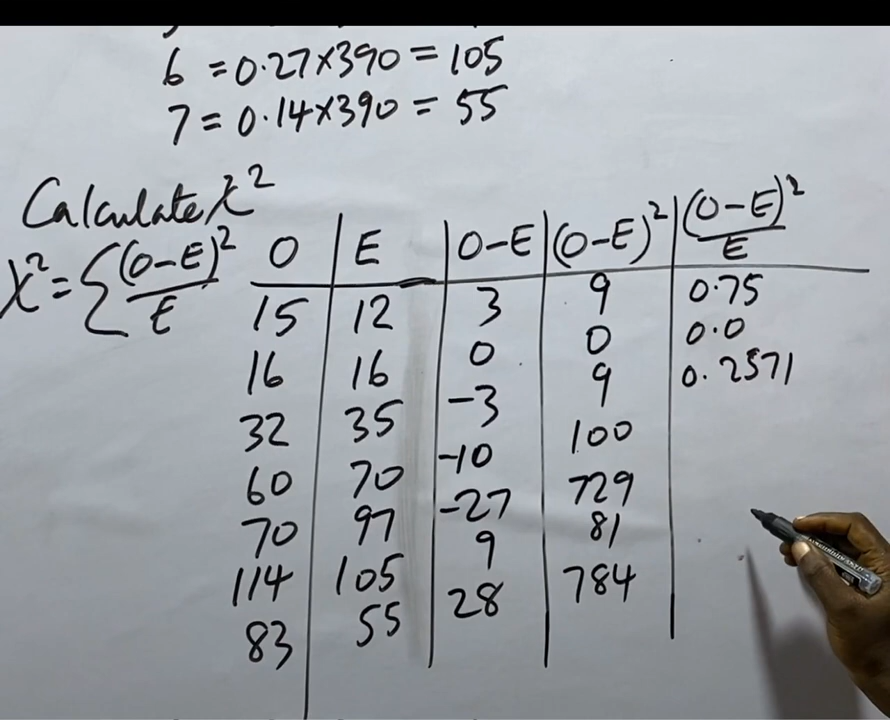 6 = 0.27×390 = 105
7 = 0.14×390 = 55
Calculate χ²
χ² = Σ(O-E)²/E
O | E | O-E | (O-E)² | (O-E)²/E
15 | 12 | 3 | 9 | 0.75
16 | 16 | 0 | 0 | 0.0
32 | 35 | -3 | 9 | 0.2571
60 | 70 | -10 | 100
70 | 97 | -27 | 729
114 | 105 | 9 | 81
83 | 55 | 28 | 784